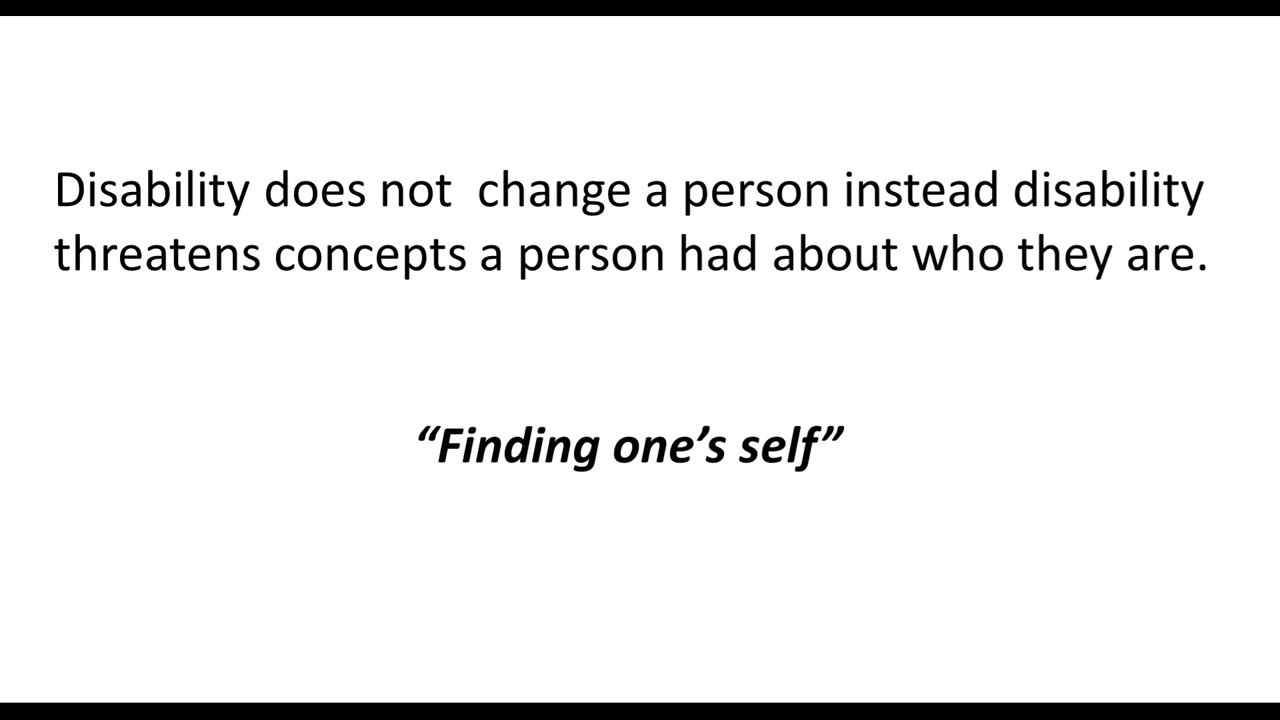 Disability does not  change a person instead disability
threatens concepts a person had about who they are.
“Finding one’s self”